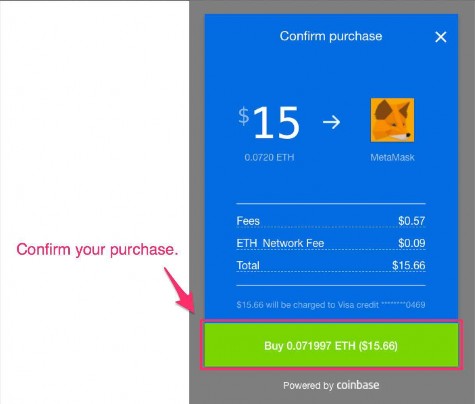 Confirm purchase
$15
0.0720 ETH
MetaMask
Fees $0.57
ETH Network Fee $0.09
Total $15.66
$15.66 will be charged to Visa credit ********0469
Confirm your purchase.
Buy 0.071997 ETH ($15.66)
Powered by coinbase